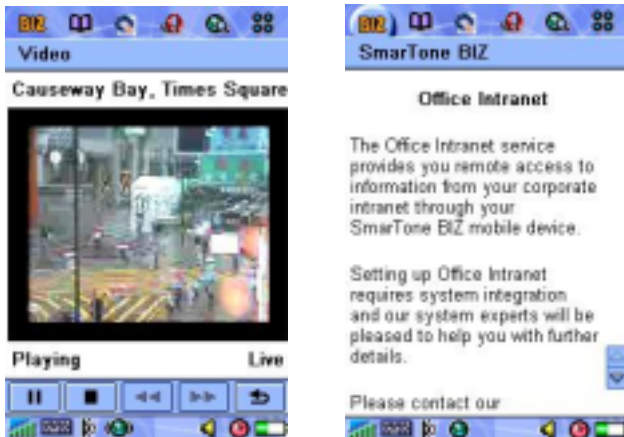 BIZ
Video
Causeway Bay, Times Square
Playing Live
BIZ
SmarTone BIZ
Office Intranet
The Office Intranet service
provides you remote access to
information from your corporate
intranet through your
SmarTone BIZ mobile device.
Setting up Office Intranet
requires system integration
and our system experts will be
pleased to help you with further
details.
Please contact our